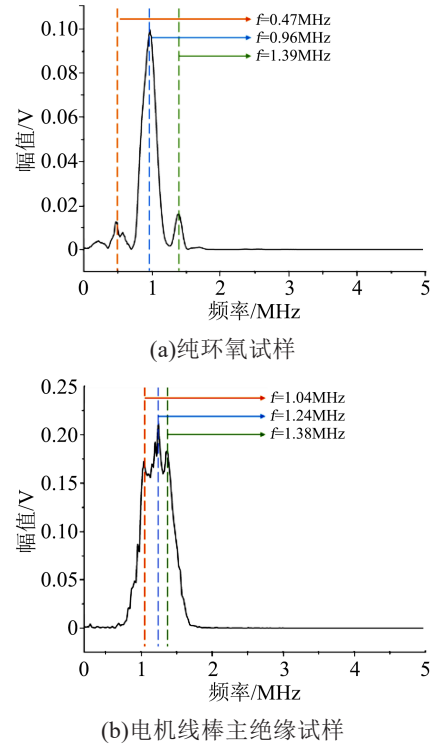 f=0.47MHz
f=0.96MHz
f=1.39MHz
幅值/V
0.10
0.08
0.06
0.04
0.02
0
0 1 2 3 4 5
频率/MHz
(a)纯环氧试样
f=1.04MHz
f=1.24MHz
f=1.38MHz
幅值/V
0.25
0.20
0.15
0.10
0.05
0
0 1 2 3 4 5
频率/MHz
(b)电机线棒主绝缘试样